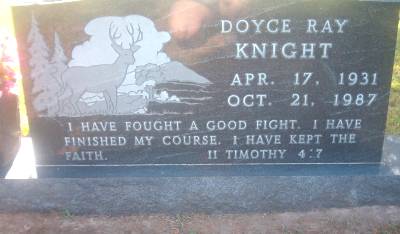 DOYCE RAY
KNIGHT
APR. 17, 1931
OCT. 21, 1987
I HAVE FOUGHT A GOOD FIGHT. I HAVE
FINISHED MY COURSE. I HAVE KEPT THE
FAITH. II TIMOTHY 4:7